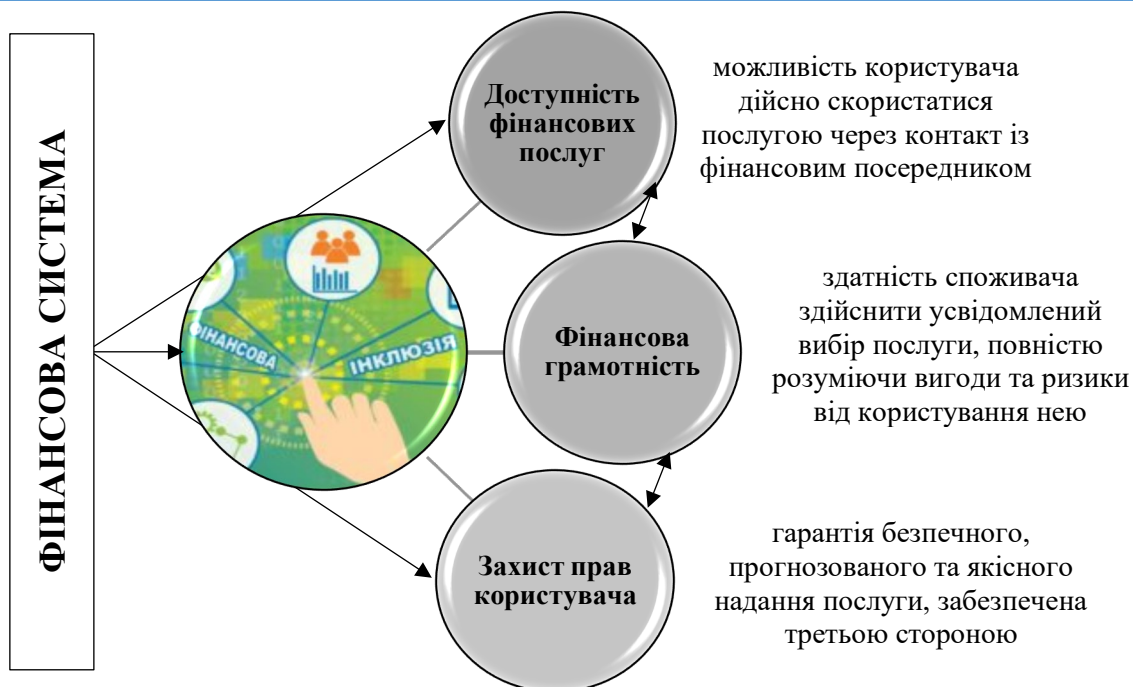 ФІНАНСОВА СИСТЕМА
Доступність
фінансових
послуг
можливість користувача
дійсно скористатися
послугою через контакт із
фінансовим посередником
ФІНАНСОВА
ІНКЛЮЗІЯ
Фінансова
грамотність
здатність споживача
здійснити усвідомлений
вибір послуги, повністю
розуміючи вигоди та ризики
від користування нею
Захист прав
користувача
гарантія безпечного,
прогнозованого та якісного
надання послуги, забезпечена
третьою стороною